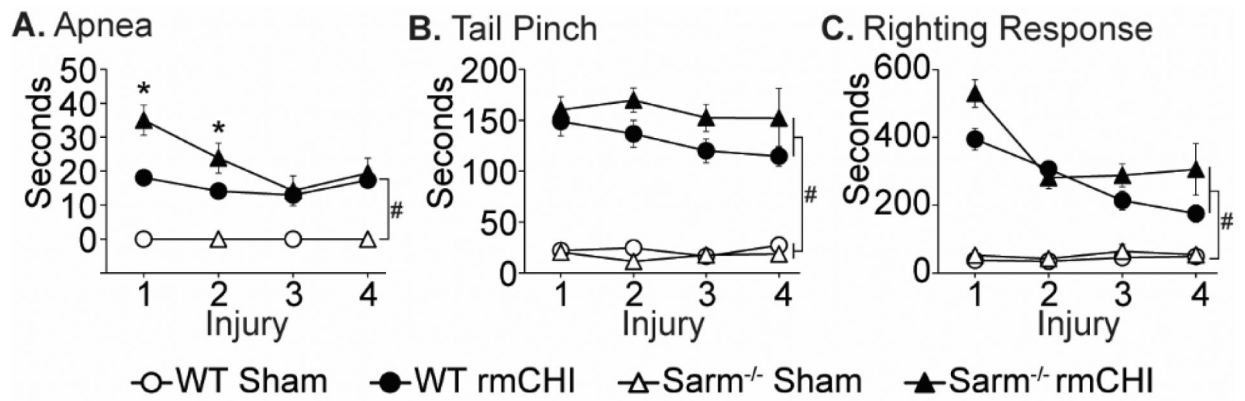 A. Apnea
Seconds
50
40
30
20
10
0
*
*
#
1 2 3 4
Injury
B. Tail Pinch
Seconds
200
150
100
50
0
#
1 2 3 4
Injury
C. Righting Response
Seconds
600
400
200
0
#
1 2 3 4
Injury
WT Sham WT rmCHI Sarm-/- Sham Sarm-/- rmCHI